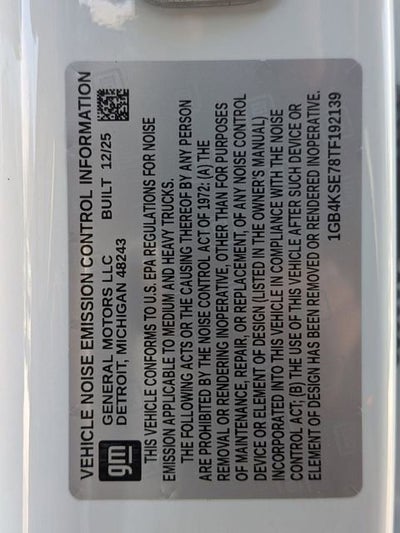 VEHICLE NOISE EMISSION CONTROL INFORMATION
gm
GENERAL MOTORS LLC BUILT 12/25
DETROIT, MICHIGAN 48243
THIS VEHICLE CONFORMS TO U.S. EPA REGULATIONS FOR NOISE
EMISSION APPLICABLE TO MEDIUM AND HEAVY TRUCKS.
THE FOLLOWING ACTS OR THE CAUSING THEREOF BY ANY PERSON
ARE PROHIBITED BY THE NOISE CONTROL ACT OF 1972: (A) THE
REMOVAL OR RENDERING INOPERATIVE, OTHER THAN FOR PURPOSES
OF MAINTENANCE, REPAIR, OR REPLACEMENT, OF ANY NOISE CONTROL
DEVICE OR ELEMENT OF DESIGN (LISTED IN THE OWNER'S MANUAL)
INCORPORATED INTO THIS VEHICLE IN COMPLIANCE WITH THE NOISE
CONTROL ACT; (B) THE USE OF THIS VEHICLE AFTER SUCH DEVICE OR
ELEMENT OF DESIGN HAS BEEN REMOVED OR RENDERED INOPERATIVE.
1GB4KSE78TF192139